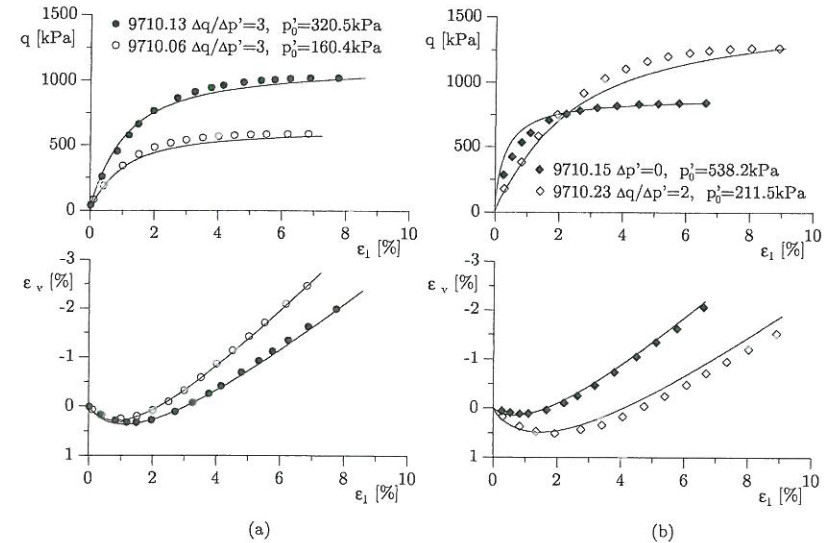 1500
q [kPa]
● 9710.13 Δq/Δp'=3, p₀'=320.5kPa
○ 9710.06 Δq/Δp'=3, p₀'=160.4kPa
1000
500
0
0 2 4 6 8 10
ε₁ [%]
-3
εᵥ [%]
-2
-1
0
1
0 2 4 6 8 10
ε₁ [%]
(a)
1500
q [kPa]
1000
500
◆ 9710.15 Δp'=0, p₀'=538.2kPa
◇ 9710.23 Δq/Δp'=2, p₀'=211.5kPa
0
0 2 4 6 8 10
ε₁ [%]
-3
εᵥ [%]
-2
-1
0
1
0 2 4 6 8 10
ε₁ [%]
(b)